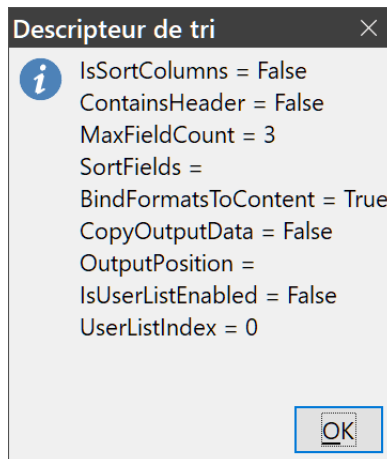 Descripteur de tri
IsSortColumns = False
ContainsHeader = False
MaxFieldCount = 3
SortFields =
BindFormatsToContent = True
CopyOutputData = False
OutputPosition =
IsUserListEnabled = False
UserListIndex = 0
OK